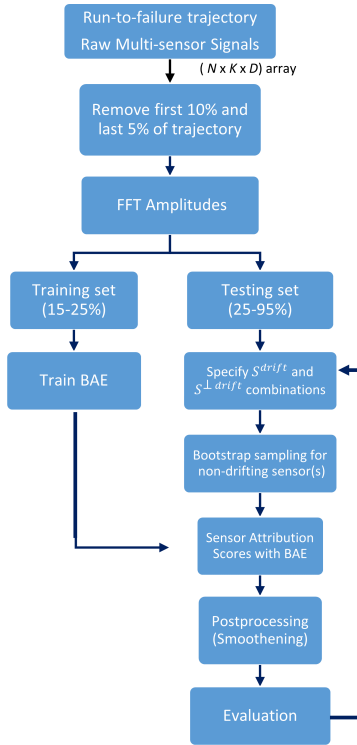 Run-to-failure trajectory
Raw Multi-sensor Signals
( N x K x D) array
Remove first 10% and
last 5% of trajectory
FFT Amplitudes
Training set
(15-25%)
Testing set
(25-95%)
Train BAE
Specify S^{drift} and
S^{⊥ drift} combinations
Bootstrap sampling for
non-drifting sensor(s)
Sensor Attribution
Scores with BAE
Postprocessing
(Smoothening)
Evaluation